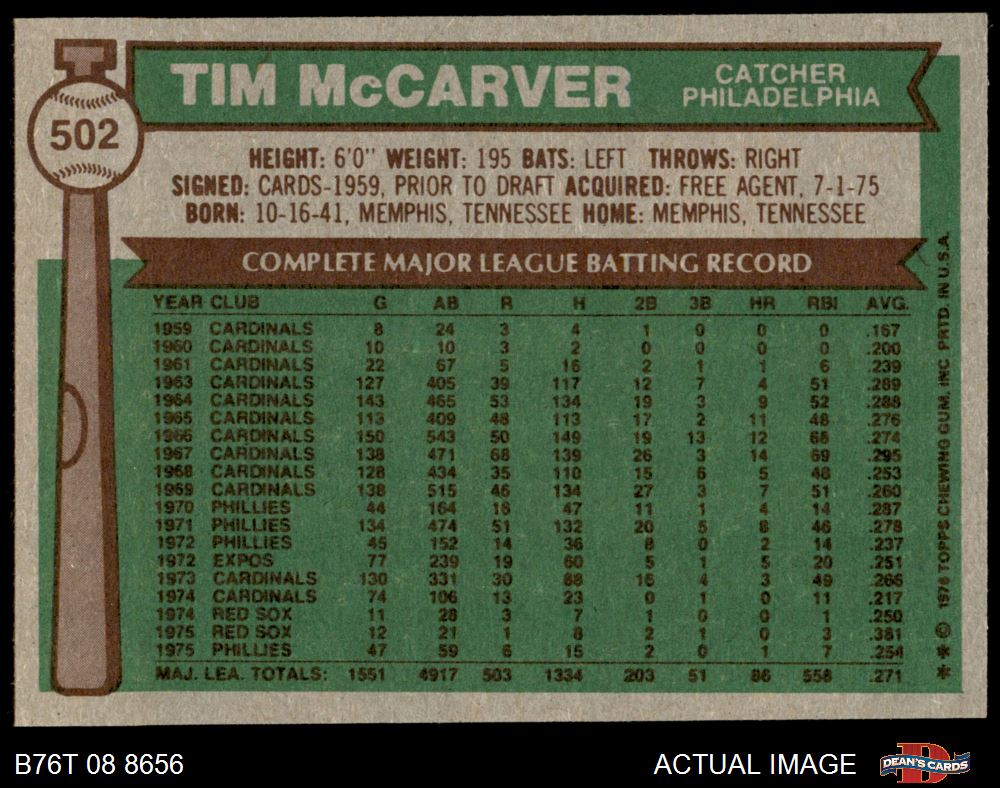 502
TIM McCARVER
CATCHER
PHILADELPHIA
HEIGHT: 6'0" WEIGHT: 195 BATS: LEFT THROWS: RIGHT
SIGNED: CARDS-1959, PRIOR TO DRAFT ACQUIRED: FREE AGENT, 7-1-75
BORN: 10-16-41, MEMPHIS, TENNESSEE HOME: MEMPHIS, TENNESSEE
COMPLETE MAJOR LEAGUE BATTING RECORD
YEAR CLUB G AB R H 2B 3B HR RBI AVG.
1959 CARDINALS 8 24 3 4 1 0 0 0 .167
1960 CARDINALS 10 10 3 2 0 0 0 0 .200
1961 CARDINALS 22 67 5 16 2 1 1 6 .239
1963 CARDINALS 127 405 39 117 12 7 4 51 .289
1964 CARDINALS 143 465 53 134 19 3 9 52 .288
1965 CARDINALS 113 409 48 113 17 2 11 48 .276
1966 CARDINALS 150 543 50 149 19 13 12 68 .274
1967 CARDINALS 138 471 68 139 26 3 14 69 .295
1968 CARDINALS 128 434 35 110 15 6 5 48 .253
1969 CARDINALS 138 515 46 134 27 3 7 51 .260
1970 PHILLIES 44 164 16 47 11 1 4 14 .287
1971 PHILLIES 134 474 51 132 20 5 8 46 .278
1972 PHILLIES 45 152 14 36 8 0 2 14 .237
1972 EXPOS 77 239 19 60 5 1 5 20 .251
1973 CARDINALS 130 331 30 88 16 4 3 49 .266
1974 CARDINALS 74 106 13 23 0 1 0 11 .217
1974 RED SOX 11 28 3 7 1 0 0 1 .250
1975 RED SOX 12 21 1 8 2 1 0 3 .381
1975 PHILLIES 47 59 6 15 2 0 1 7 .254
MAJ. LEA. TOTALS: 1551 4917 503 1334 203 51 86 558 .271
* * © 1976 TOPPS CHEWING GUM, INC PRTD. IN U.S.A.
B76T 08 8656
ACTUAL IMAGE
DEAN'S CARDS